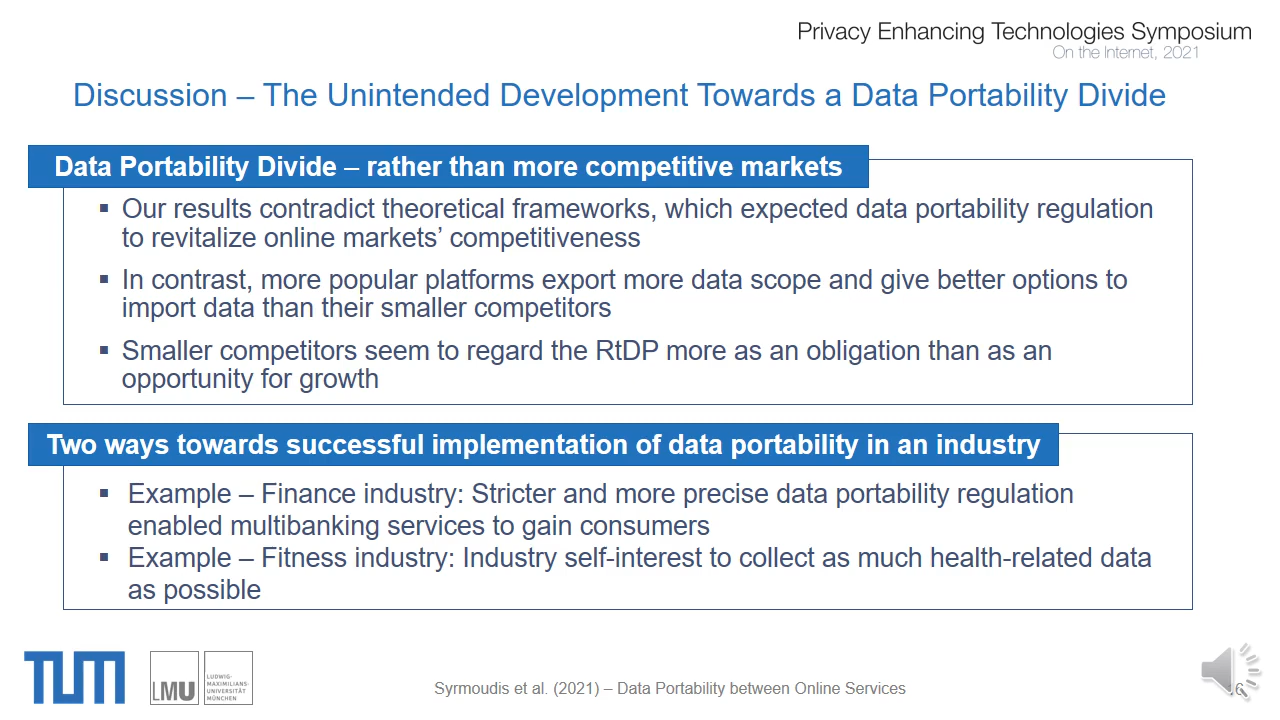 Privacy Enhancing Technologies Symposium
On the Internet, 2021
Discussion – The Unintended Development Towards a Data Portability Divide
Data Portability Divide – rather than more competitive markets
▪ Our results contradict theoretical frameworks, which expected data portability regulation
to revitalize online markets’ competitiveness
▪ In contrast, more popular platforms export more data scope and give better options to
import data than their smaller competitors
▪ Smaller competitors seem to regard the RtDP more as an obligation than as an
opportunity for growth
Two ways towards successful implementation of data portability in an industry
▪ Example – Finance industry: Stricter and more precise data portability regulation
enabled multibanking services to gain consumers
▪ Example – Fitness industry: Industry self-interest to collect as much health-related data
as possible
TUM
LMU
LUDWIG-
MAXIMILIANS-
UNIVERSITÄT
MÜNCHEN
Syrmoudis et al. (2021) – Data Portability between Online Services